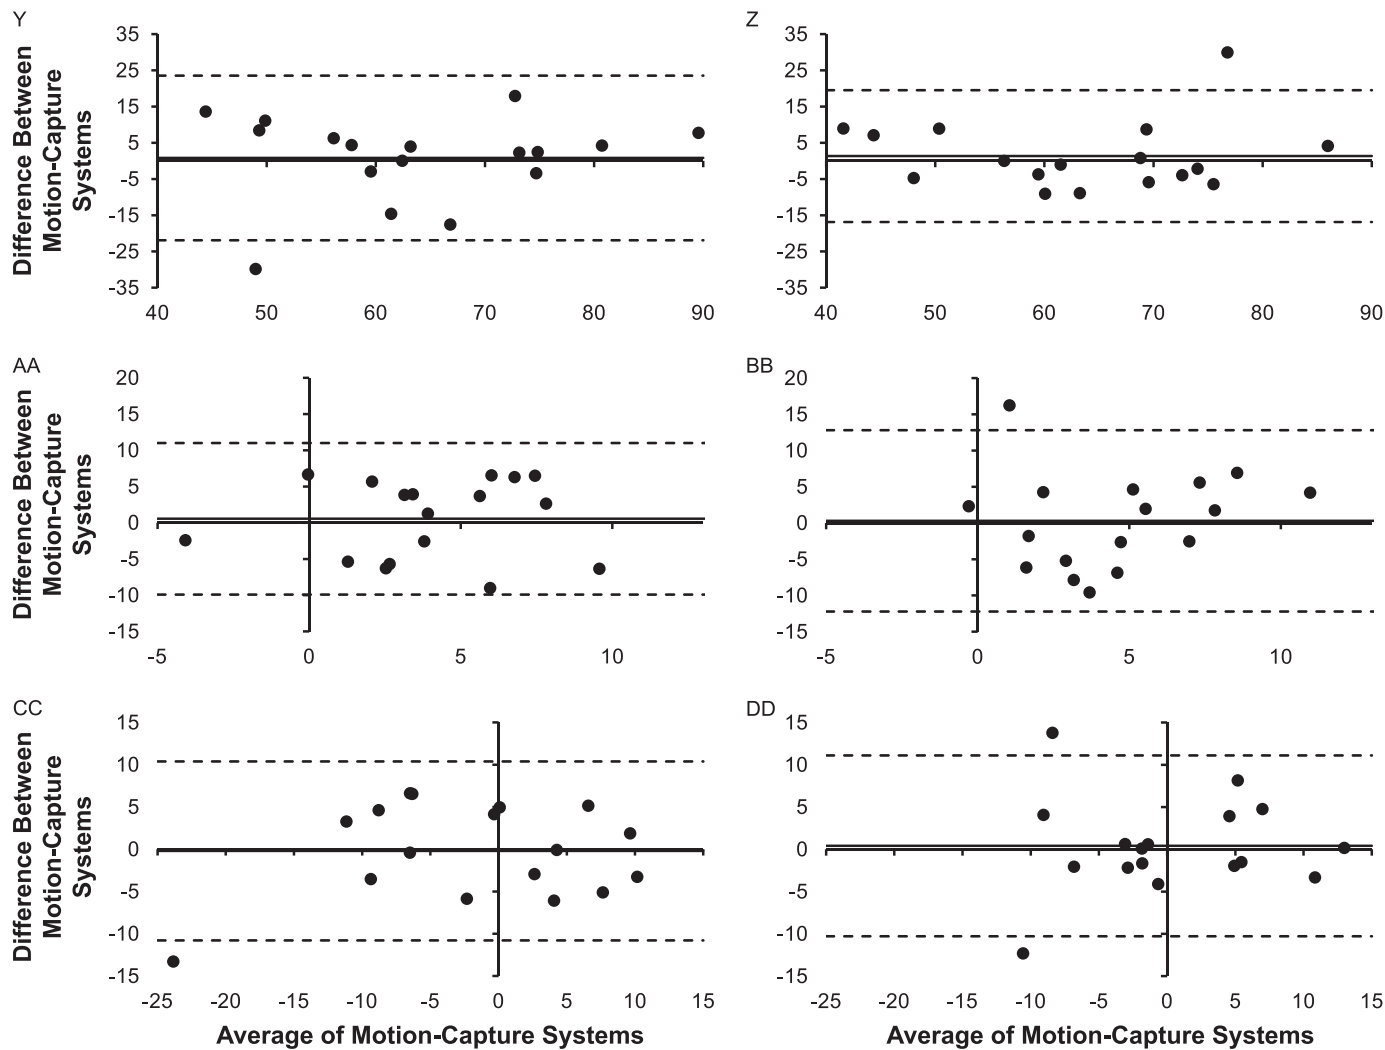 Y
Difference Between
Motion-Capture
Systems
35
25
15
5
-5
-15
-25
-35
40 50 60 70 80 90
Z
35
25
15
5
-5
-15
-25
-35
40 50 60 70 80 90
AA
Difference Between
Motion-Capture
Systems
20
15
10
5
0
-5
-10
-15
-5 0 5 10
BB
20
15
10
5
0
-5
-10
-15
-5 0 5 10
CC
Difference Between
Motion-Capture
Systems
15
10
5
0
-5
-10
-15
-25 -20 -15 -10 -5 0 5 10 15
Average of Motion-Capture Systems
DD
15
10
5
0
-5
-10
-15
-25 -20 -15 -10 -5 0 5 10 15
Average of Motion-Capture Systems